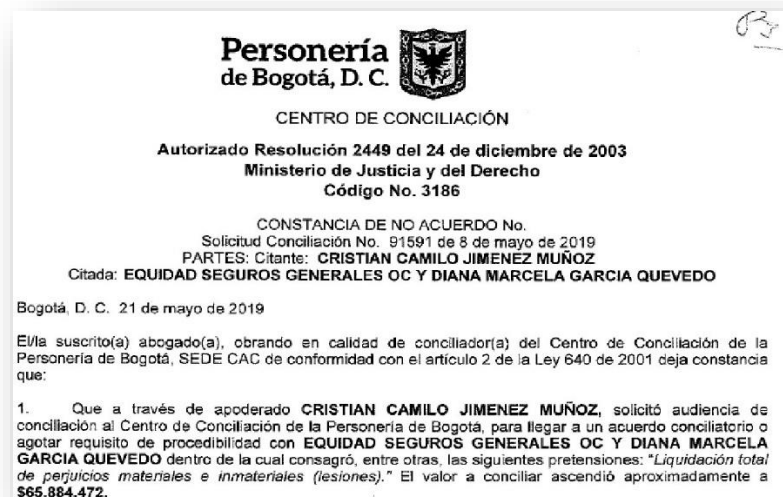 Personería
de Bogotá, D. C.
CENTRO DE CONCILIACIÓN
Autorizado Resolución 2449 del 24 de diciembre de 2003
Ministerio de Justicia y del Derecho
Código No. 3186
CONSTANCIA DE NO ACUERDO No.
Solicitud Conciliación No. 91591 de 8 de mayo de 2019
PARTES: Citante: CRISTIAN CAMILO JIMENEZ MUÑOZ
Citada: EQUIDAD SEGUROS GENERALES OC Y DIANA MARCELA GARCIA QUEVEDO
Bogotá, D. C. 21 de mayo de 2019
El/la suscrito(a) abogado(a), obrando en calidad de conciliador(a) del Centro de Conciliación de la
Personería de Bogotá, SEDE CAC de conformidad con el artículo 2 de la Ley 640 de 2001 deja constancia
que:
1. Que a través de apoderado CRISTIAN CAMILO JIMENEZ MUÑOZ, solicitó audiencia de
conciliación al Centro de Conciliación de la Personería de Bogotá, para llegar a un acuerdo conciliatorio o
agotar requisito de procedibilidad con EQUIDAD SEGUROS GENERALES OC Y DIANA MARCELA
GARCIA QUEVEDO dentro de la cual consagró, entre otras, las siguientes pretensiones: "Liquidación total
de perjuicios materiales e inmateriales (lesiones)." El valor a conciliar ascendió aproximadamente a
$65.884.472.